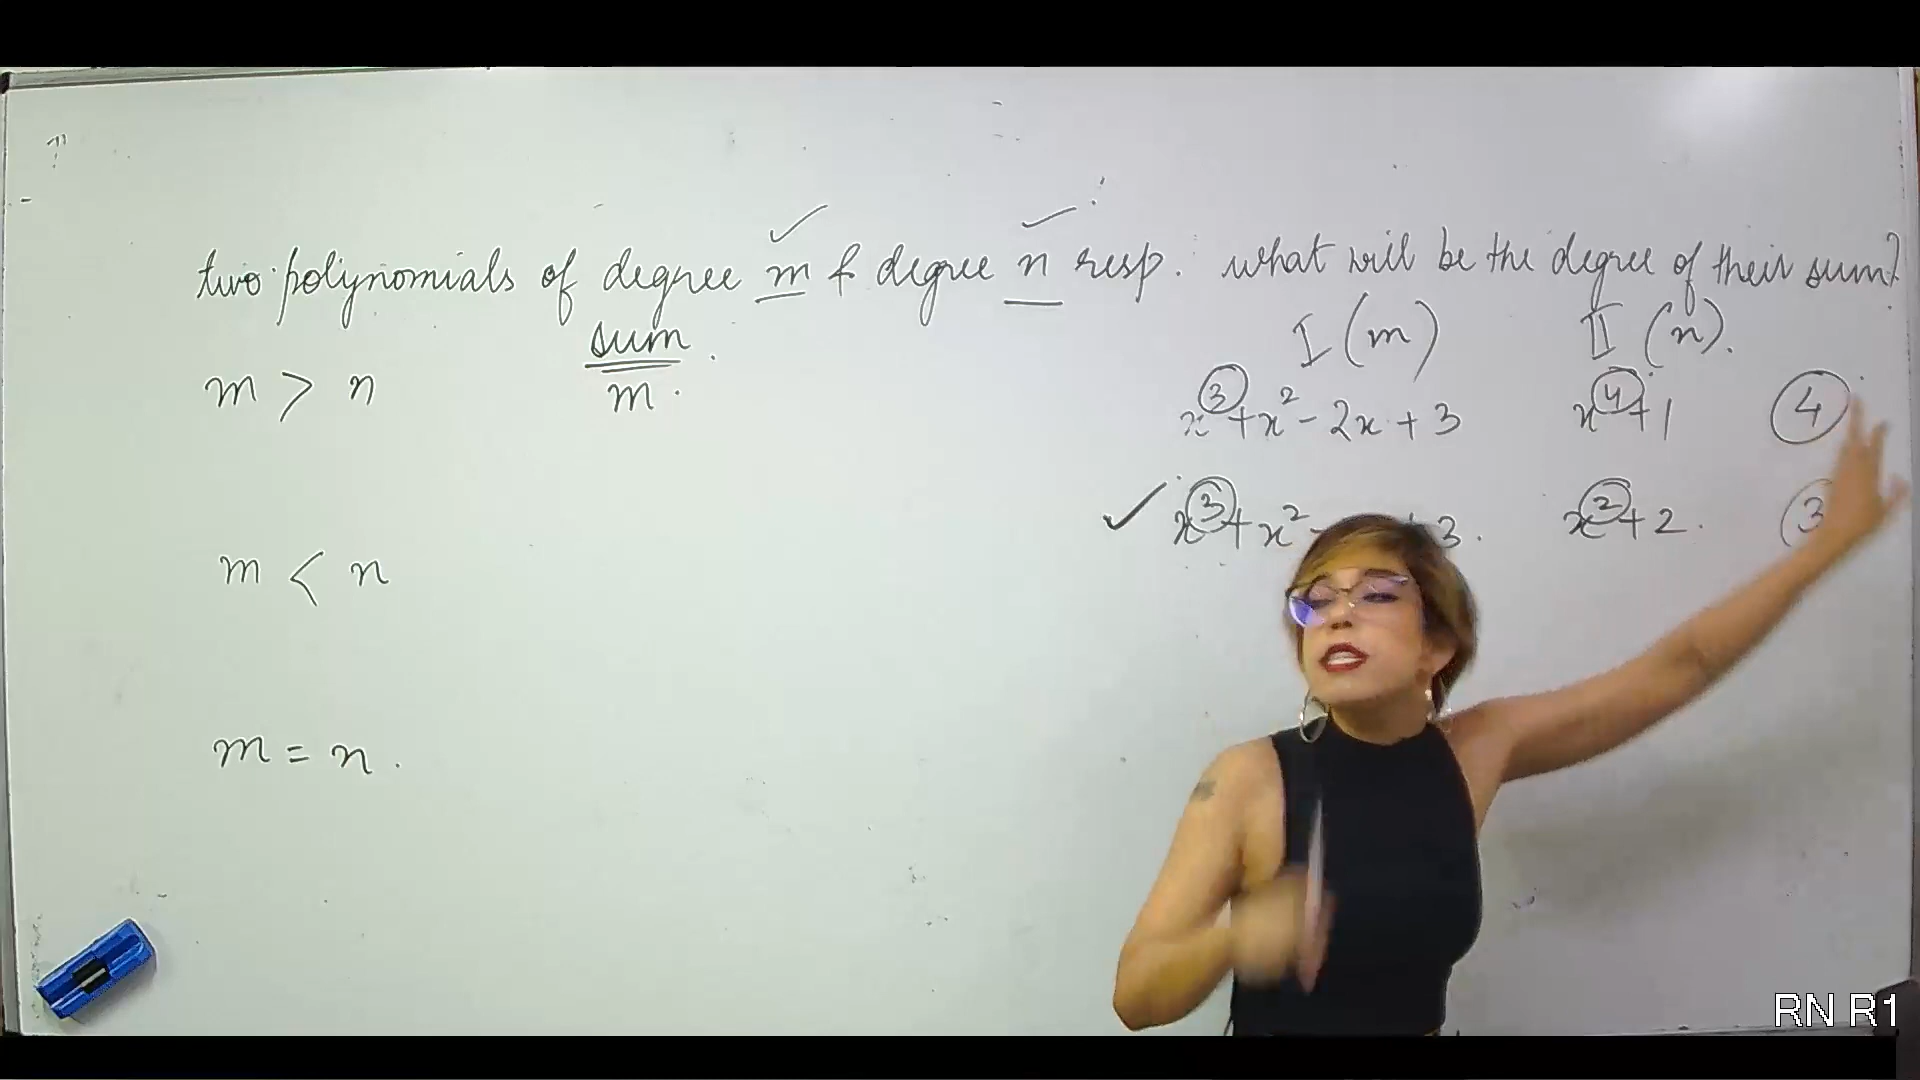 two polynomials of degree m & degree n resp. what will be the degree of their sum?
sum.
I (m) II (n).
m > n m. x³ + x² - 2x + 3 x⁴ + 1 4
✓ x³ + x² - + 3. x² + 2. 3
m < n
m = n.
RN R1